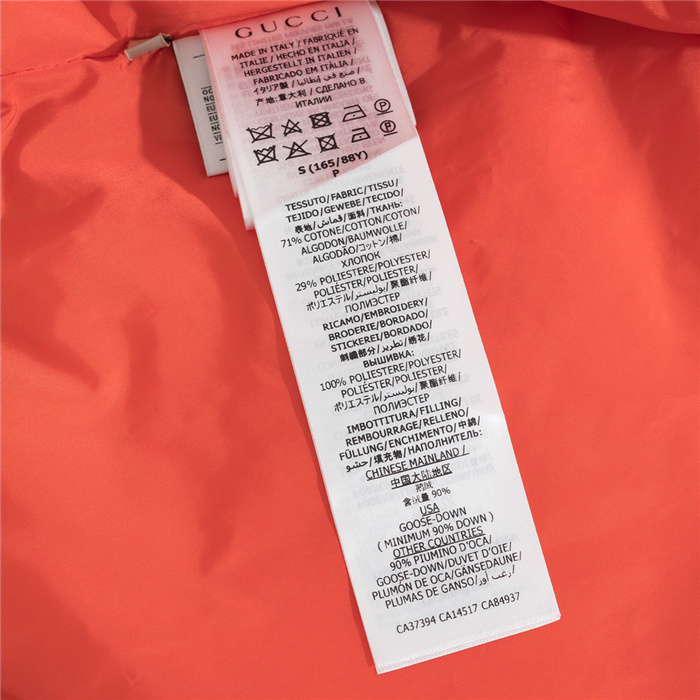 GUCCI
MADE IN ITALY / FABRIQUÉ EN
ITALIE / HECHO EN ITALIA /
HERGESTELLT IN ITALIEN /
FABRICADO EM ITÁLIA /
イタリア製 / صنع في إيطاليا /
产地:意大利 / СДЕЛАНО В
ИТАЛИИ
P
P
S (165/88Y)
P
TESSUTO/FABRIC/TISSU/
TEJIDO/GEWEBE/TECIDO/
表地/قماش/面料/ТКАНЬ:
71% COTONE/COTTON/COTON/
ALGODON/BAUMWOLLE/
ALGODÃO/コットン/棉/
ХЛОПОК
29% POLIESTERE/POLYESTER/
POLIÉSTER/POLYESTER/
ポリエステル/بوليستر/聚酯纤维/
ПОЛИЭСТЕР
RICAMO/EMBROIDERY/
BRODERIE/BORDADO/
STICKEREI/BORDADO/
刺繍部分/تطريز/绣花/
ВЫШИВКА:
100% POLIESTERE/POLYESTER/
POLIÉSTER/POLYESTER/
ポリエステル/بوليستر/聚酯纤维/
ПОЛИЭСТЕР
IMBOTTITURA/FILLING/
REMBOURRAGE/RELLENO/
FÜLLUNG/ENCHIMENTO/中綿/
حشو/填充物/НАПОЛНИТЕЛЬ:
CHINESE MAINLAND /
中国大陆地区
鹅绒
含绒量 90%
USA
GOOSE-DOWN
( MINIMUM 90% DOWN )
OTHER COUNTRIES
90% PIUMINO D'OCA/
GOOSE-DOWN/DUVET D'OIE/
PLUMÓN DE OCA/GÄNSEDAUNE/
PLUMAS DE GANSO/
CA37394 CA14517 CA84937